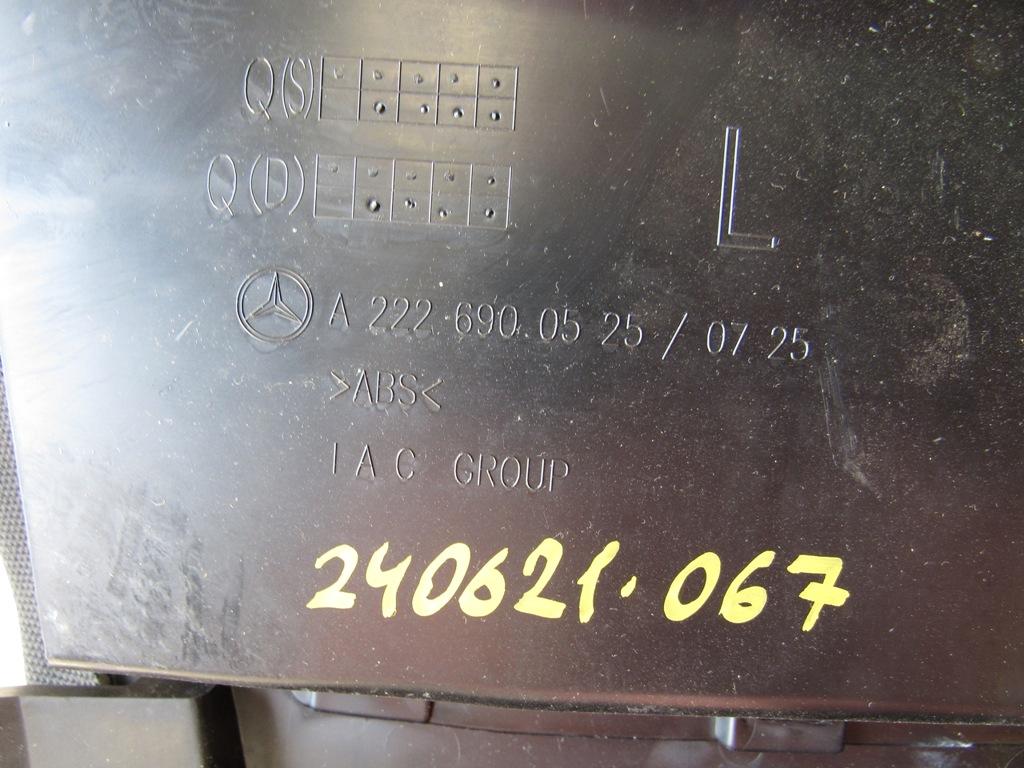 Q(S)
Q(D)
L
A 222 690 05 25 / 07 25
>ABS<
IAC GROUP
240621.067